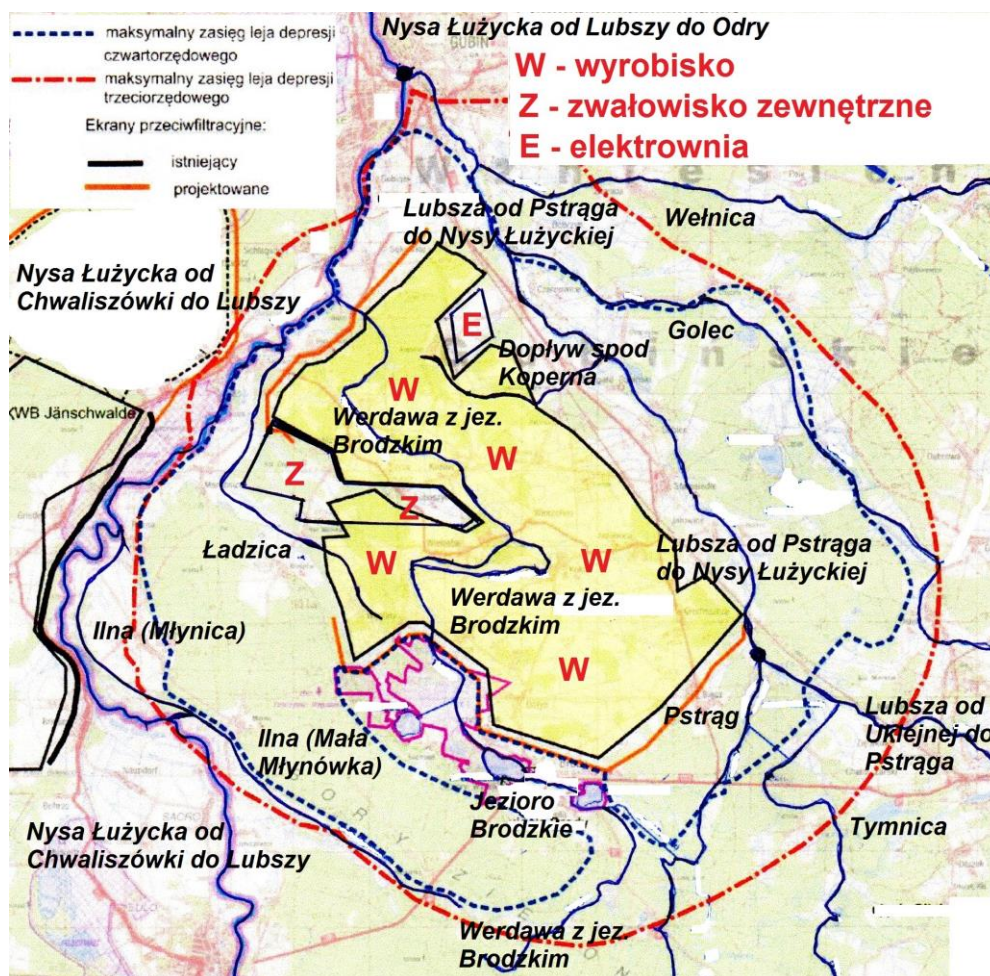 maksymalny zasięg leja depresji
czwartorzędowego
maksymalny zasięg leja depresji
trzeciorzędowego
Ekrany przeciwfiltracyjne:
istniejący
projektowane
Nysa Łużycka od Lubszy do Odry
GUBIN
W - wyrobisko
Z - zwałowisko zewnętrzne
E - elektrownia
Lubsza od Pstrąga
do Nysy Łużyckiej
Wełnica
Nysa Łużycka od
Chwaliszówki do Lubszy
Golec
E
Dopływ spod
Koperna
KWB Jänschwalde
W
Werdawa z jez.
Brodzkim
W
Z
Z
Ładzica
W
W
Lubsza od Pstrąga
do Nysy Łużyckiej
Werdawa z jez.
Brodzkim
Ilna (Młynica)
W
Pstrąg
Lubsza od
Uklejnej do
Pstrąga
Ilna (Mała
Młynówka)
Jezioro
Brodzkie
Tymnica
Nysa Łużycka od
Chwaliszówki do Lubszy
Werdawa z jez.
Brodzkim